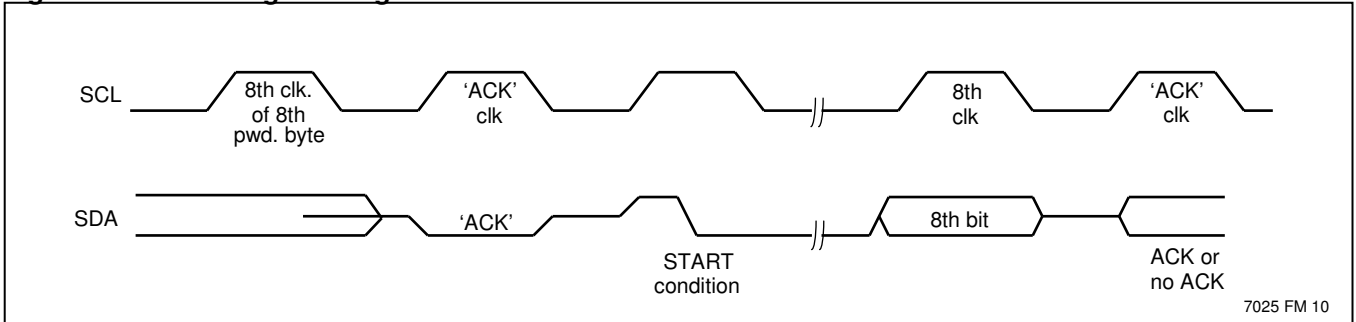 SCL
8th clk.
of 8th
pwd. byte
'ACK'
clk
8th
clk
'ACK'
clk
SDA
'ACK'
START
condition
8th bit
ACK or
no ACK
7025 FM 10